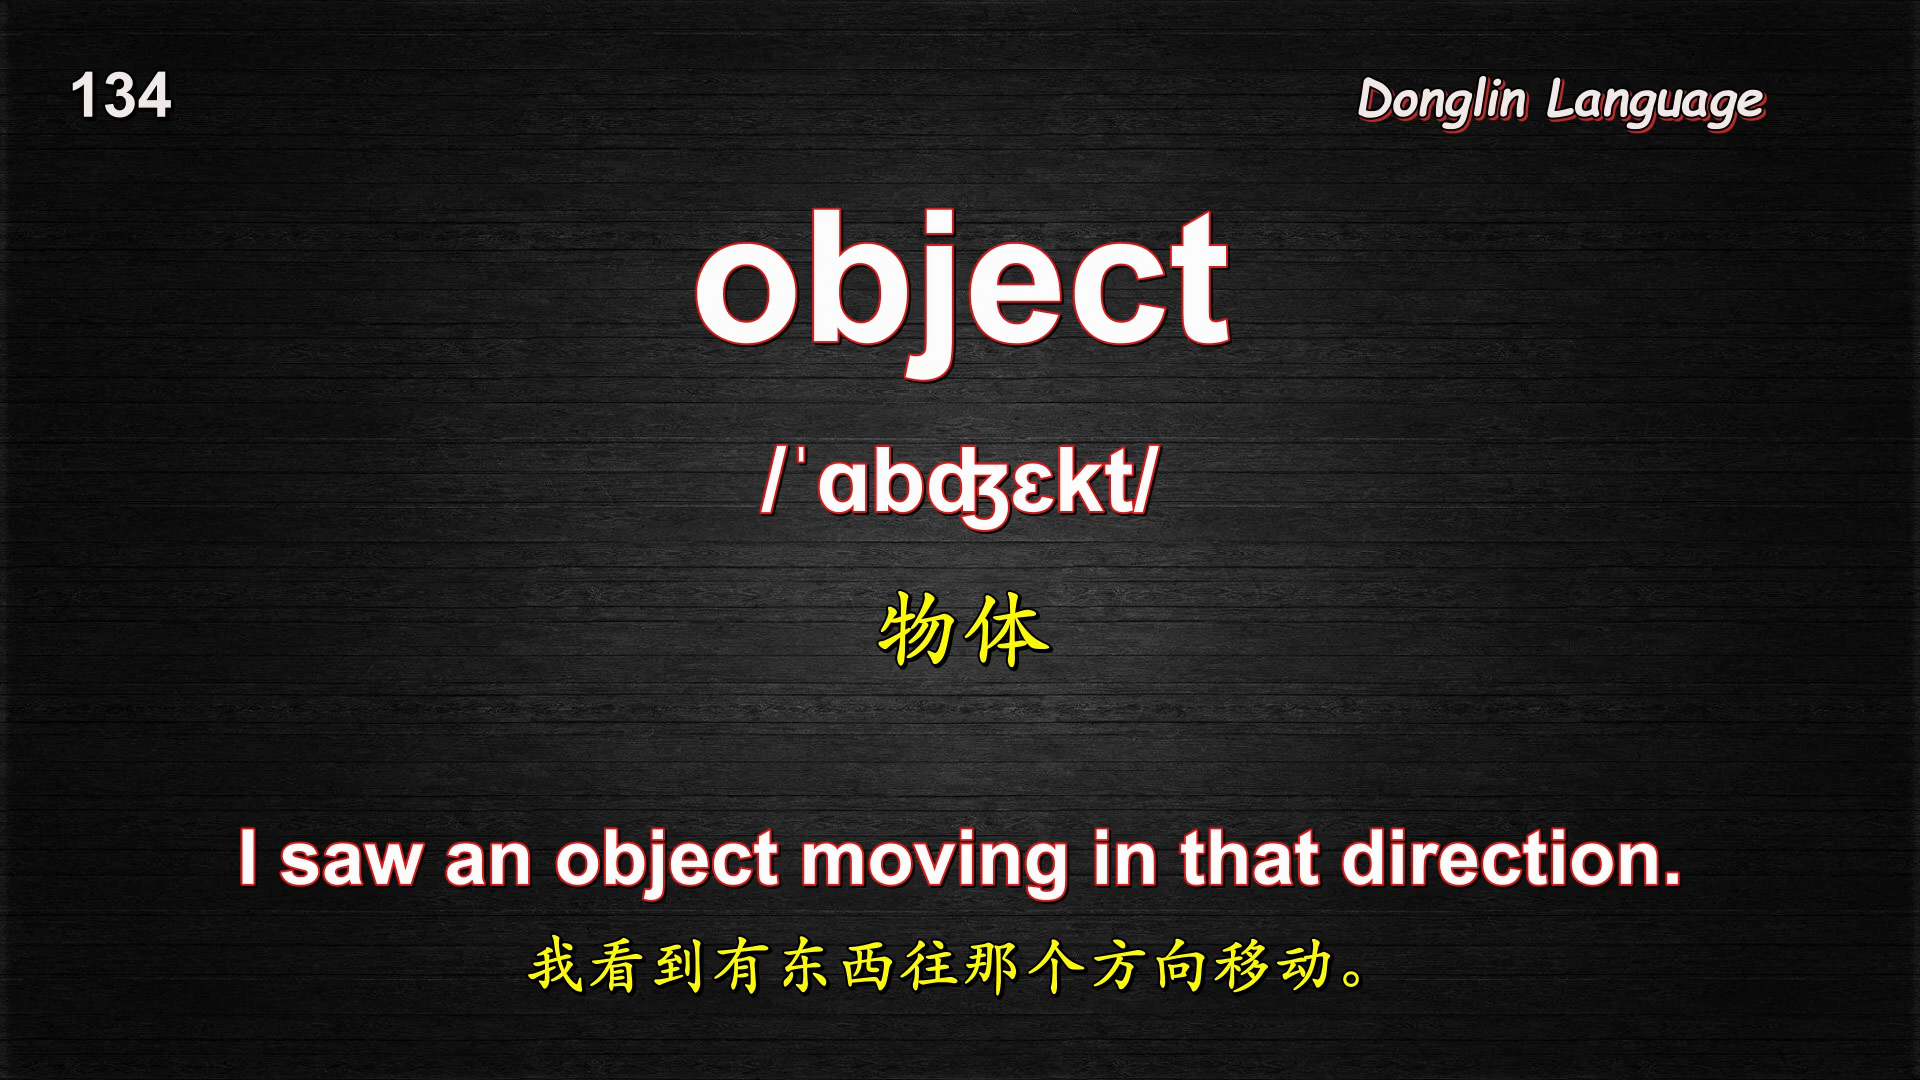 134
Donglin Language
object
/ˈɑbʤɛkt/
物体
I saw an object moving in that direction.
我看到有东西往那个方向移动。